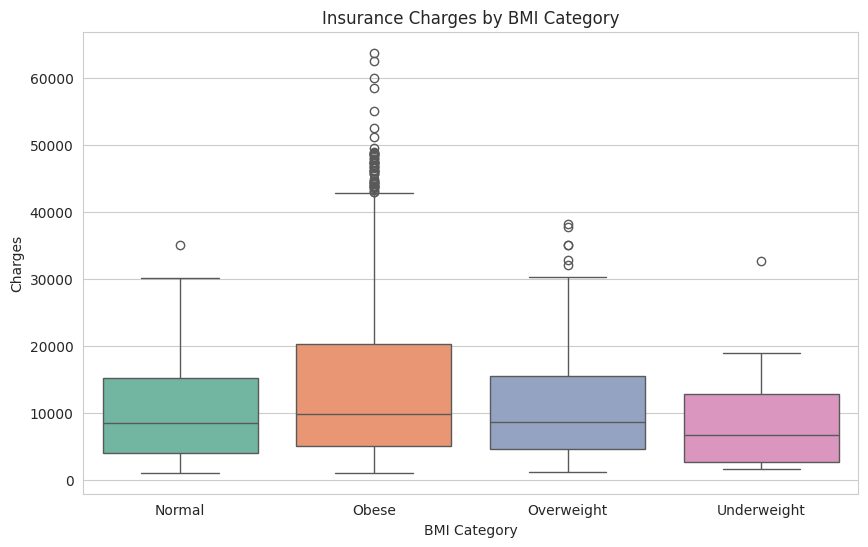 Insurance Charges by BMI Category
Charges
60000
50000
40000
30000
20000
10000
0
Normal Obese Overweight Underweight
BMI Category